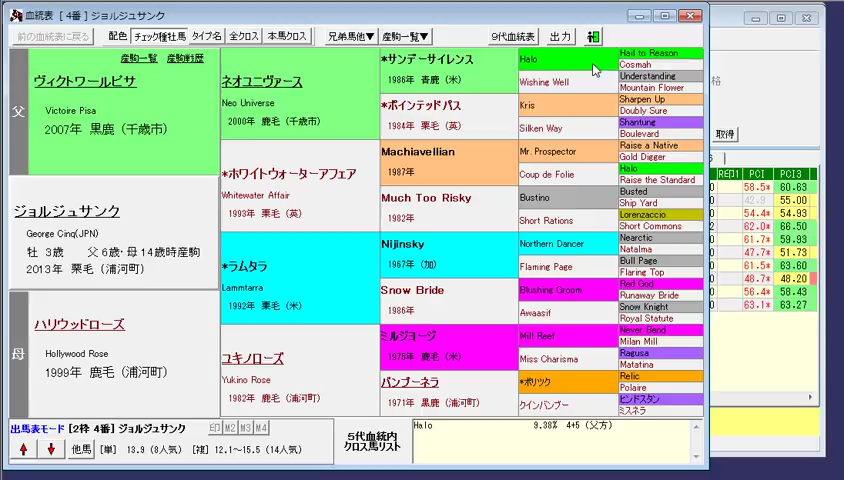 血統表 [ 4番 ] ジョルジュサンク
前の血統表に戻る 配色 チェック種牡馬 タイプ名 全クロス 本馬クロス 兄弟馬他▼ 産駒一覧▼ 9代血統表 出力
父
産駒一覧 産駒戦歴
ヴィクトワールピサ
Victoire Pisa
2007年 黒鹿 (千歳市)
ジョルジュサンク
George Cinq(JPN)
牡 3歳 父6歳・母14歳時産駒
2013年 栗毛 (浦河町)
母
ハリウッドローズ
Hollywood Rose
1999年 鹿毛 (浦河町)
ネオユニヴァース
Neo Universe
2000年 鹿毛 (千歳市)
*ホワイトウォーターアフェア
Whitewater Affair
1993年 栗毛 (英)
*ラムタラ
Lammtarra
1992年 栗毛 (米)
ユキノローズ
Yukino Rose
1982年 鹿毛 (浦河町)
*サンデーサイレンス
1986年 青鹿 (米)
*ポインテッドパス
1984年 栗毛 (英)
Machiavellian
1987年
Much Too Risky
1982年
Nijinsky
1967年 (加)
Snow Bride
1986年
ミルジョージ
1975年 鹿毛 (米)
バンブーネラ
1971年 黒鹿 (浦河町)
Halo
Wishing Well
Kris
Silken Way
Mr. Prospector
Coup de Folie
Bustino
Short Rations
Northern Dancer
Flaming Page
Blushing Groom
Awaasif
Mill Reef
Miss Charisma
*ポリツク
クインバンブー
Hail to Reason
Cosmah
Understanding
Mountain Flower
Sharpen Up
Doubly Sure
Shantung
Boulevard
Raise a Native
Gold Digger
Halo
Raise the Standard
Busted
Ship Yard
Lorenzaccio
Short Commons
Nearctic
Natalma
Bull Page
Flaring Top
Red God
Runaway Bride
Snow Knight
Royal Statute
Never Bend
Milan Mill
Ragusa
Matatina
Relic
Polaire
ヒンドスタン
ミスネラ
出馬表モード [2枠 4番] ジョルジュサンク 印 M2 M3 M4
他馬 [単] 13.9 (8人気) [複] 12.1～15.5 (14人気)
5代血統内
クロス馬リスト
Halo 9.38% 4+5 (父方)
格
取得
RED1 PCI PCI3
58.5* 60.63
42.9 55.00
54.4* 54.93
62.0* 66.50
61.7* 59.93
47.7* 51.73
61.5* 63.60
48.7* 48.20
56.4* 58.43
63.1* 63.27